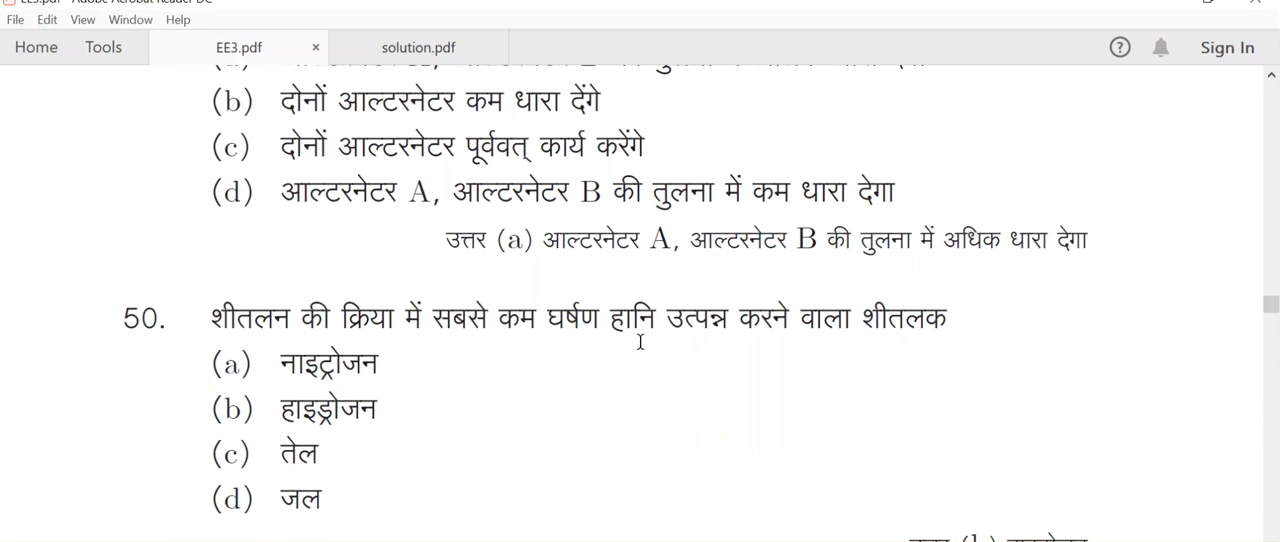 File Edit View Window Help
Home Tools EE3.pdf × solution.pdf ? Sign In
(b) दोनों आल्टरनेटर कम धारा देंगे
(c) दोनों आल्टरनेटर पूर्ववत् कार्य करेंगे
(d) आल्टरनेटर A, आल्टरनेटर B की तुलना में कम धारा देगा
उत्तर (a) आल्टरनेटर A, आल्टरनेटर B की तुलना में अधिक धारा देगा
50. शीतलन की क्रिया में सबसे कम घर्षण हानि उत्पन्न करने वाला शीतलक
(a) नाइट्रोजन
(b) हाइड्रोजन
(c) तेल
(d) जल